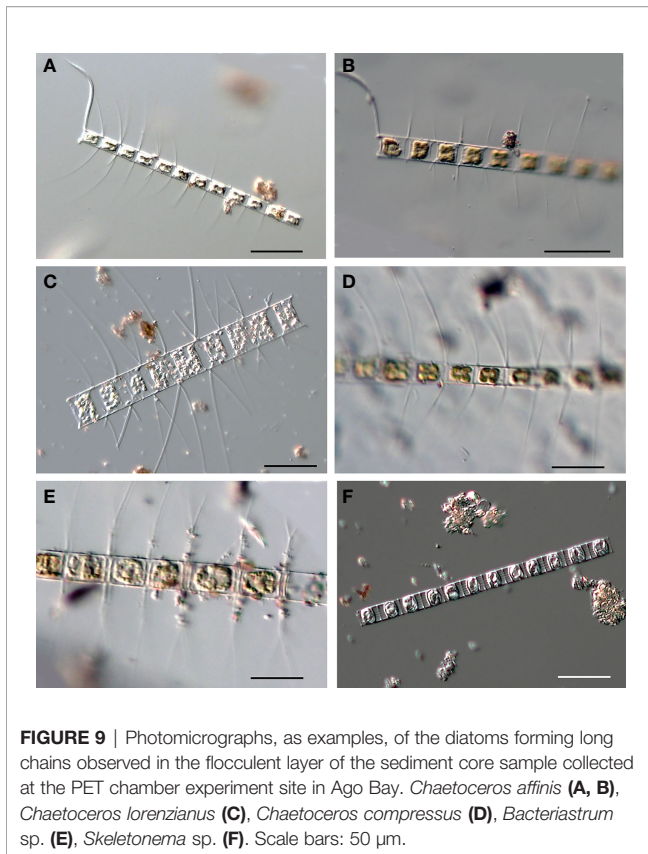 A
B
C
D
E
F
FIGURE 9 | Photomicrographs, as examples, of the diatoms forming long
chains observed in the flocculent layer of the sediment core sample collected
at the PET chamber experiment site in Ago Bay. Chaetoceros affinis (A, B),
Chaetoceros lorenzianus (C), Chaetoceros compressus (D), Bacteriastrum
sp. (E), Skeletonema sp. (F). Scale bars: 50 μm.